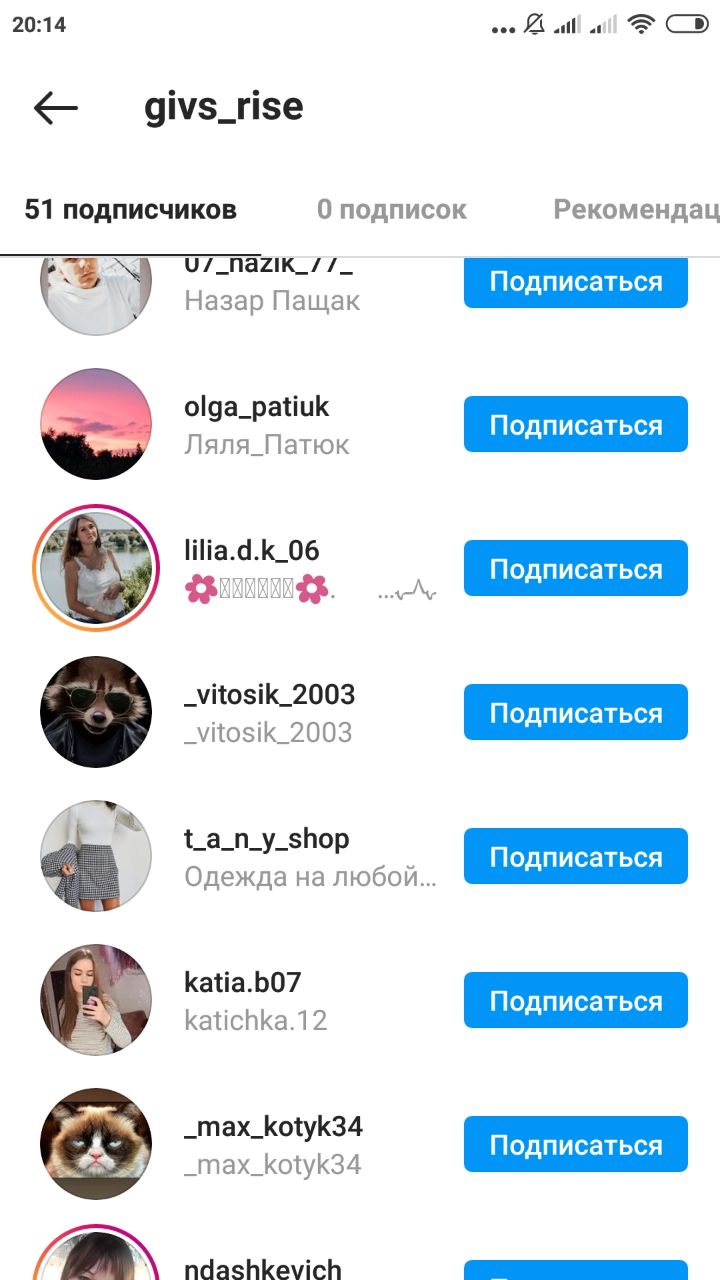 20:14
givs_rise
51 подписчиков
0 подписок
Рекомендац
07_nazik_77_
Назар Пащак
Подписаться
olga_patiuk
Ляля_Патюк
Подписаться
lilia.d.k_06
Подписаться
_vitosik_2003
_vitosik_2003
Подписаться
t_a_n_y_shop
Одежда на любой...
Подписаться
katia.b07
katichka.12
Подписаться
_max_kotyk34
_max_kotyk34
Подписаться
ndashkevich